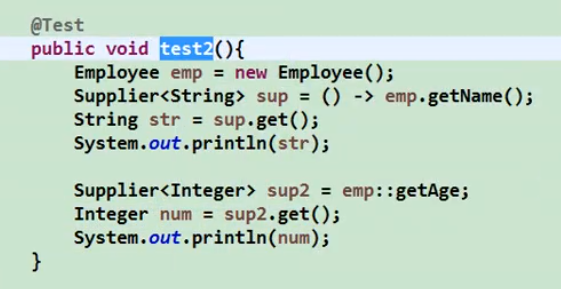 @Test
public void test2(){
Employee emp = new Employee();
Supplier<String> sup = () -> emp.getName();
String str = sup.get();
System.out.println(str);
Supplier<Integer> sup2 = emp::getAge;
Integer num = sup2.get();
System.out.println(num);
}